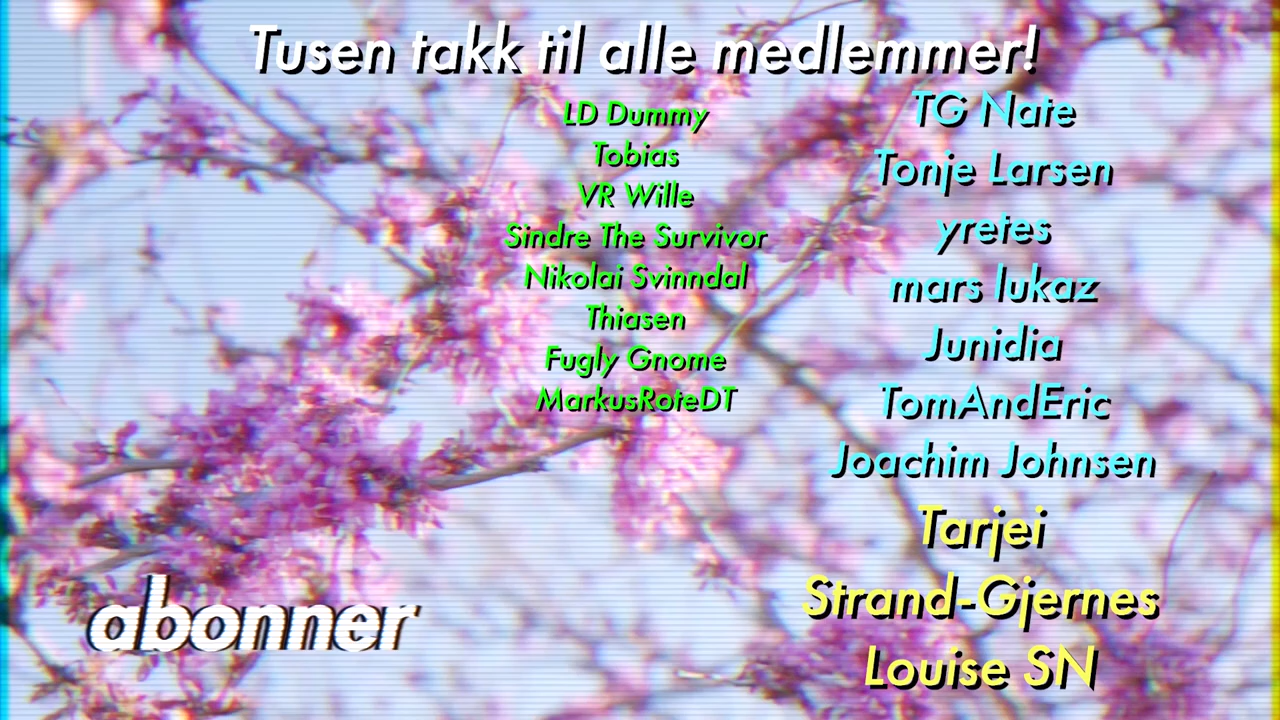 Tusen takk til alle medlemmer!
LD Dummy
Tobias
VR Wille
Sindre The Survivor
Nikolai Svinndal
Thiasen
Fugly Gnome
MarkusRoteDT
TG Nate
Tonje Larsen
yretes
mars lukaz
Junidia
TomAndEric
Joachim Johnsen
Tarjei
Strand-Gjernes
Louise SN
abonner